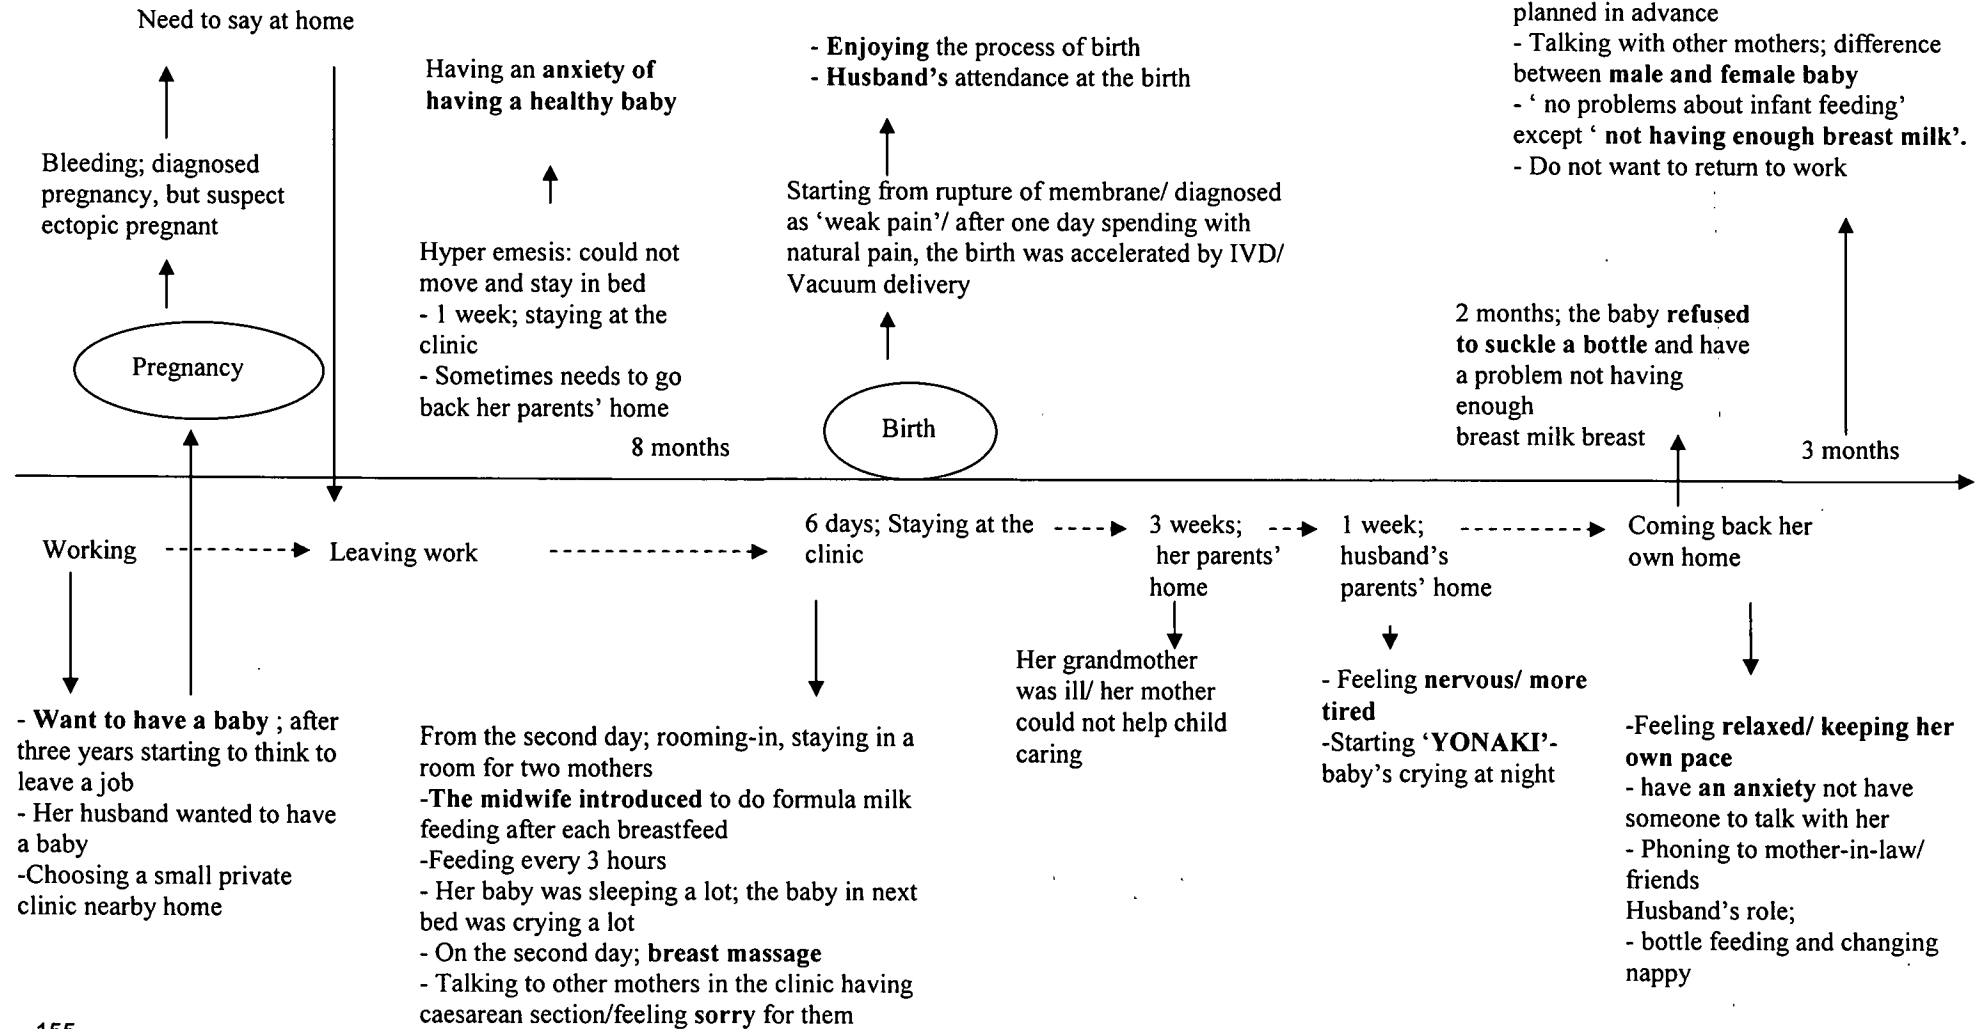 Need to say at home
Bleeding; diagnosed
pregnancy, but suspect
ectopic pregnant
Pregnancy
Having an anxiety of
having a healthy baby
Hyper emesis: could not
move and stay in bed
- 1 week; staying at the
clinic
- Sometimes needs to go
back her parents’ home
8 months
- Enjoying the process of birth
- Husband’s attendance at the birth
Starting from rupture of membrane/ diagnosed
as ‘weak pain’/ after one day spending with
natural pain, the birth was accelerated by IVD/
Vacuum delivery
Birth
planned in advance
- Talking with other mothers; difference
between male and female baby
- ‘ no problems about infant feeding’
except ‘ not having enough breast milk’.
- Do not want to return to work
2 months; the baby refused
to suckle a bottle and have
a problem not having
enough
breast milk breast
3 months
Working
Leaving work
6 days; Staying at the
clinic
3 weeks;
her parents’
home
1 week;
husband’s
parents’ home
Coming back her
own home
- Want to have a baby ; after
three years starting to think to
leave a job
- Her husband wanted to have
a baby
-Choosing a small private
clinic nearby home
From the second day; rooming-in, staying in a
room for two mothers
-The midwife introduced to do formula milk
feeding after each breastfeed
-Feeding every 3 hours
- Her baby was sleeping a lot; the baby in next
bed was crying a lot
- On the second day; breast massage
- Talking to other mothers in the clinic having
caesarean section/feeling sorry for them
Her grandmother
was ill/ her mother
could not help child
caring
- Feeling nervous/ more
tired
-Starting ‘YONAKI’-
baby’s crying at night
-Feeling relaxed/ keeping her
own pace
- have an anxiety not have
someone to talk with her
- Phoning to mother-in-law/
friends
Husband’s role;
- bottle feeding and changing
nappy
155